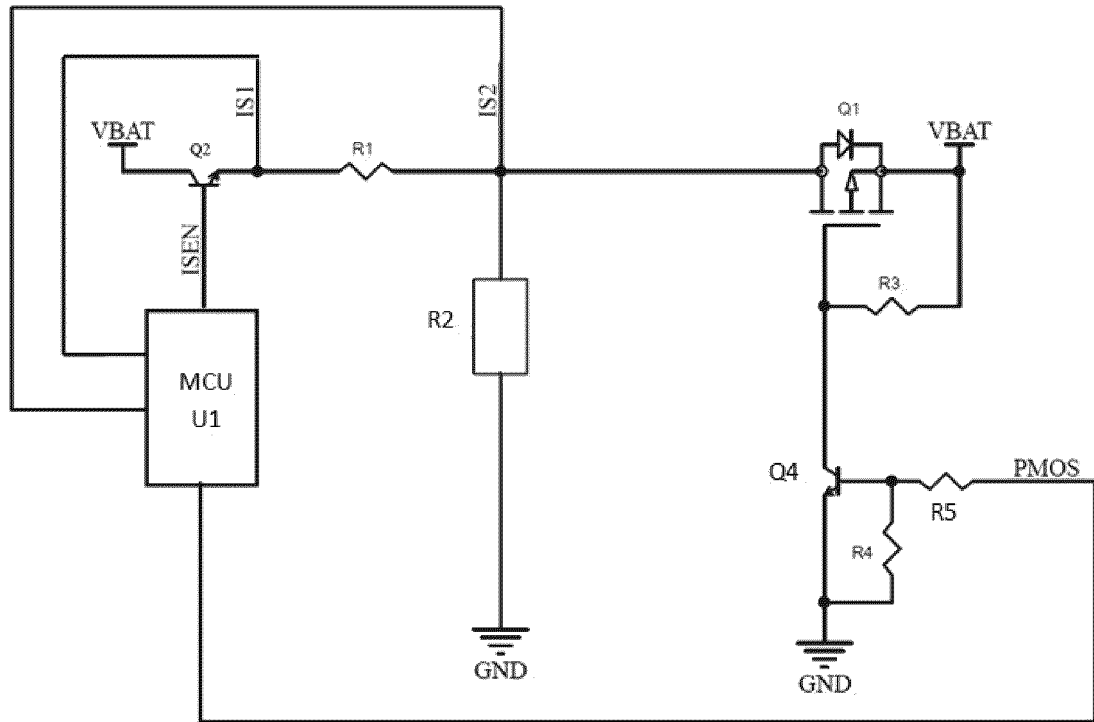 IS1
IS2
VBAT
Q2
R1
Q1
VBAT
ISEN
R3
R2
MCU
U1
Q4
PMOS
R5
R4
GND
GND